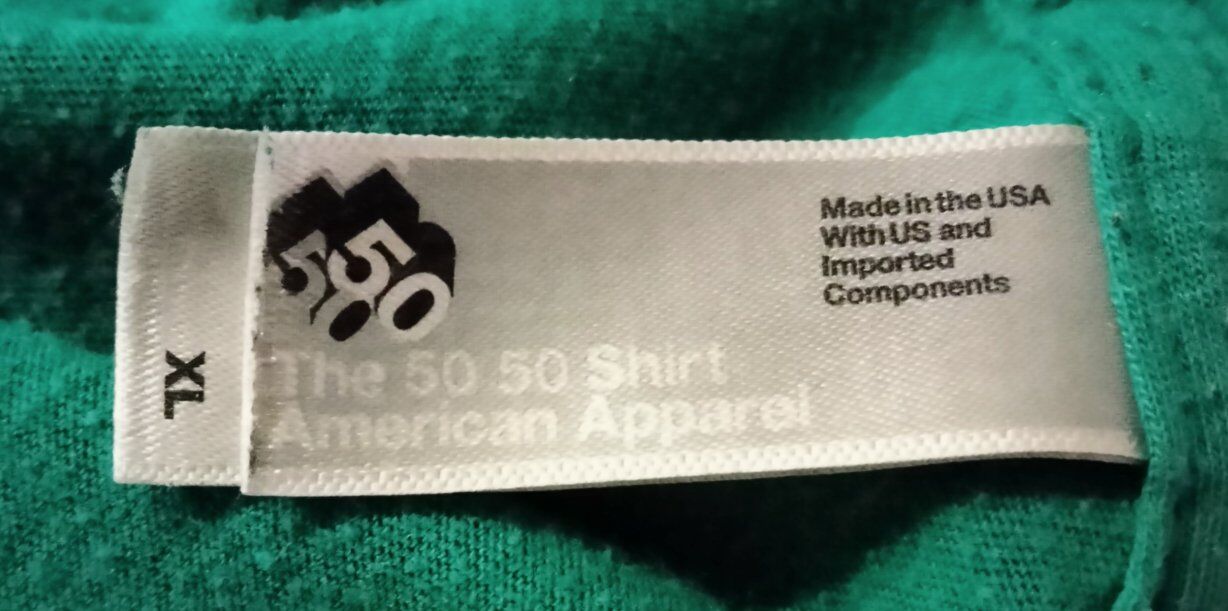 XL
50
50
The 50 50 Shirt
American Apparel
Made in the USA
With US and
Imported
Components